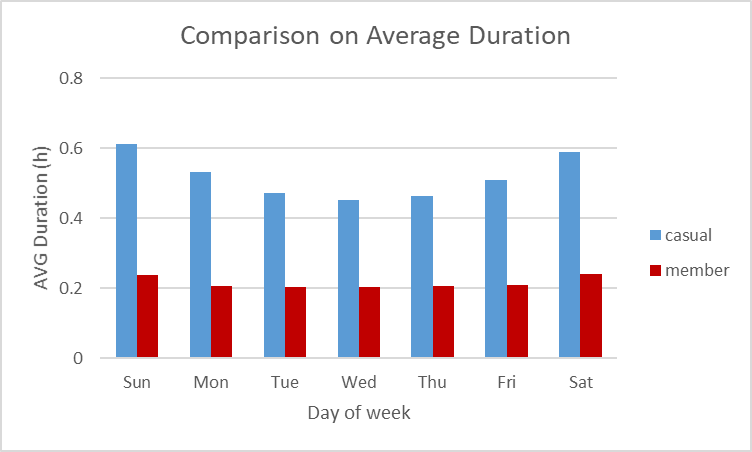 Comparison on Average Duration
0.8
0.6
0.4
0.2
0
AVG Duration (h)
Sun Mon Tue Wed Thu Fri Sat
Day of week
casual
member